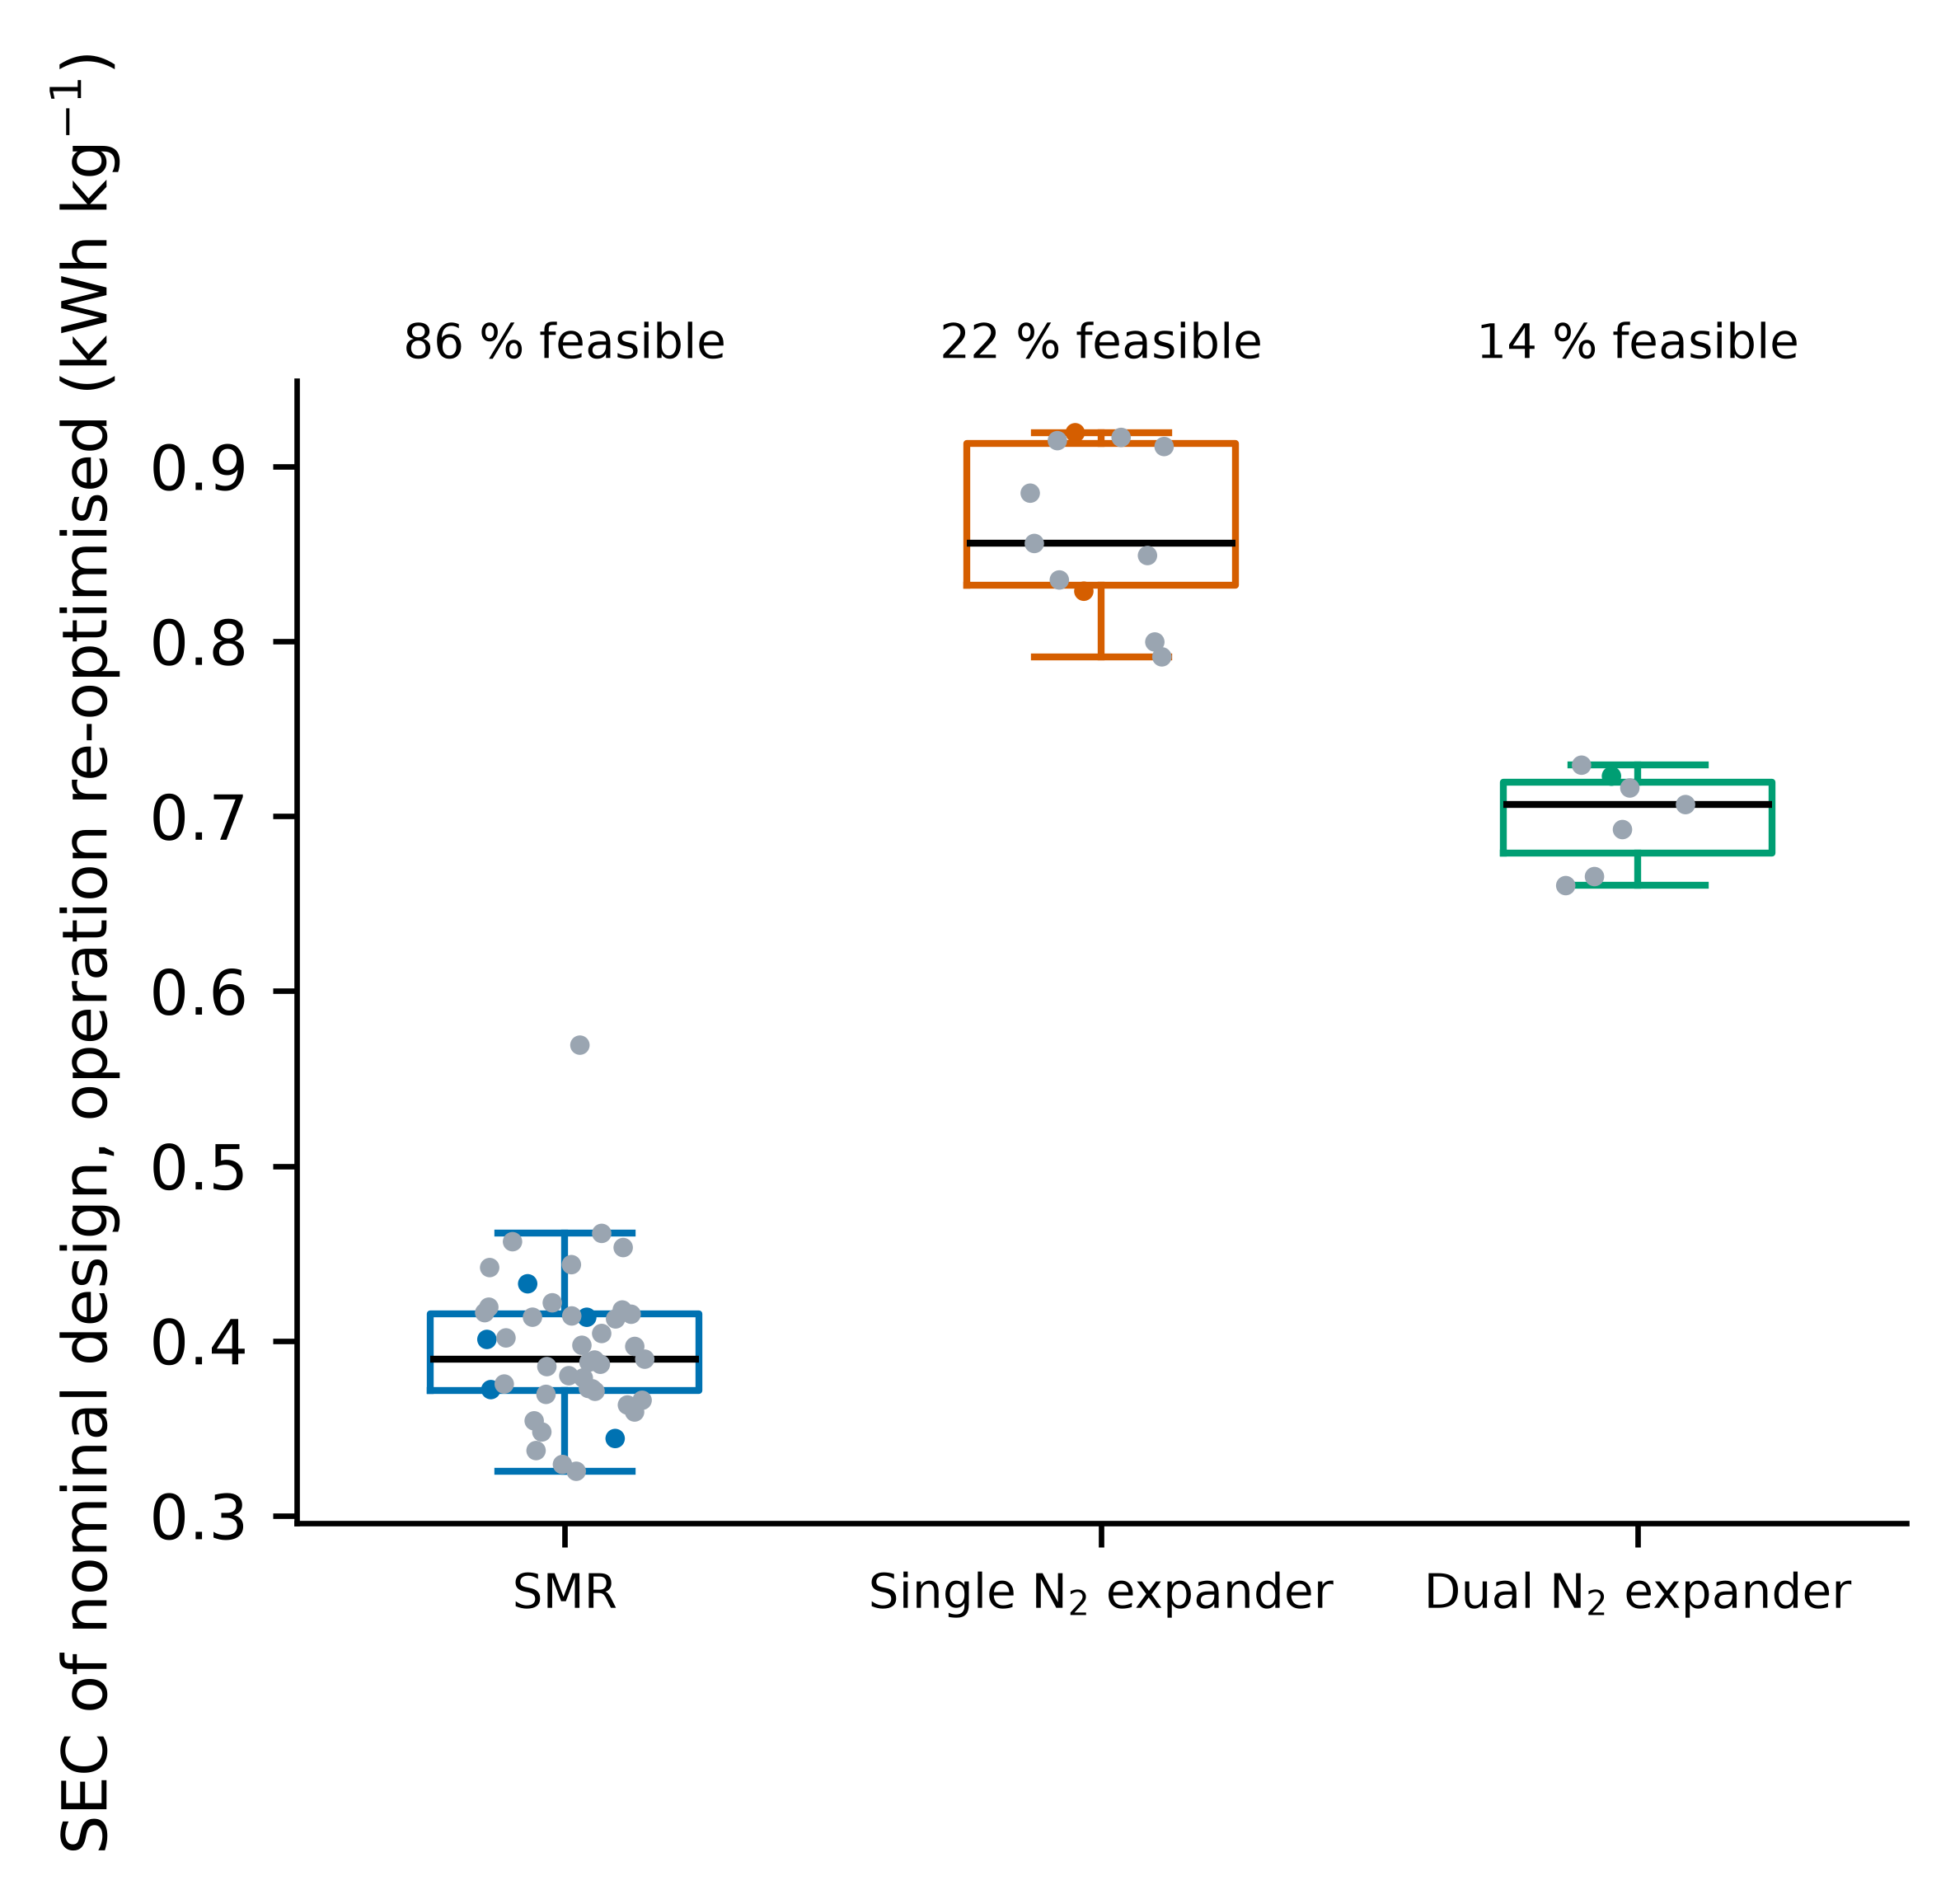 SEC of nominal design, operation re-optimised (kWh kg⁻¹)
86 % feasible
22 % feasible
14 % feasible
0.9
0.8
0.7
0.6
0.5
0.4
0.3
SMR
Single N₂ expander
Dual N₂ expander